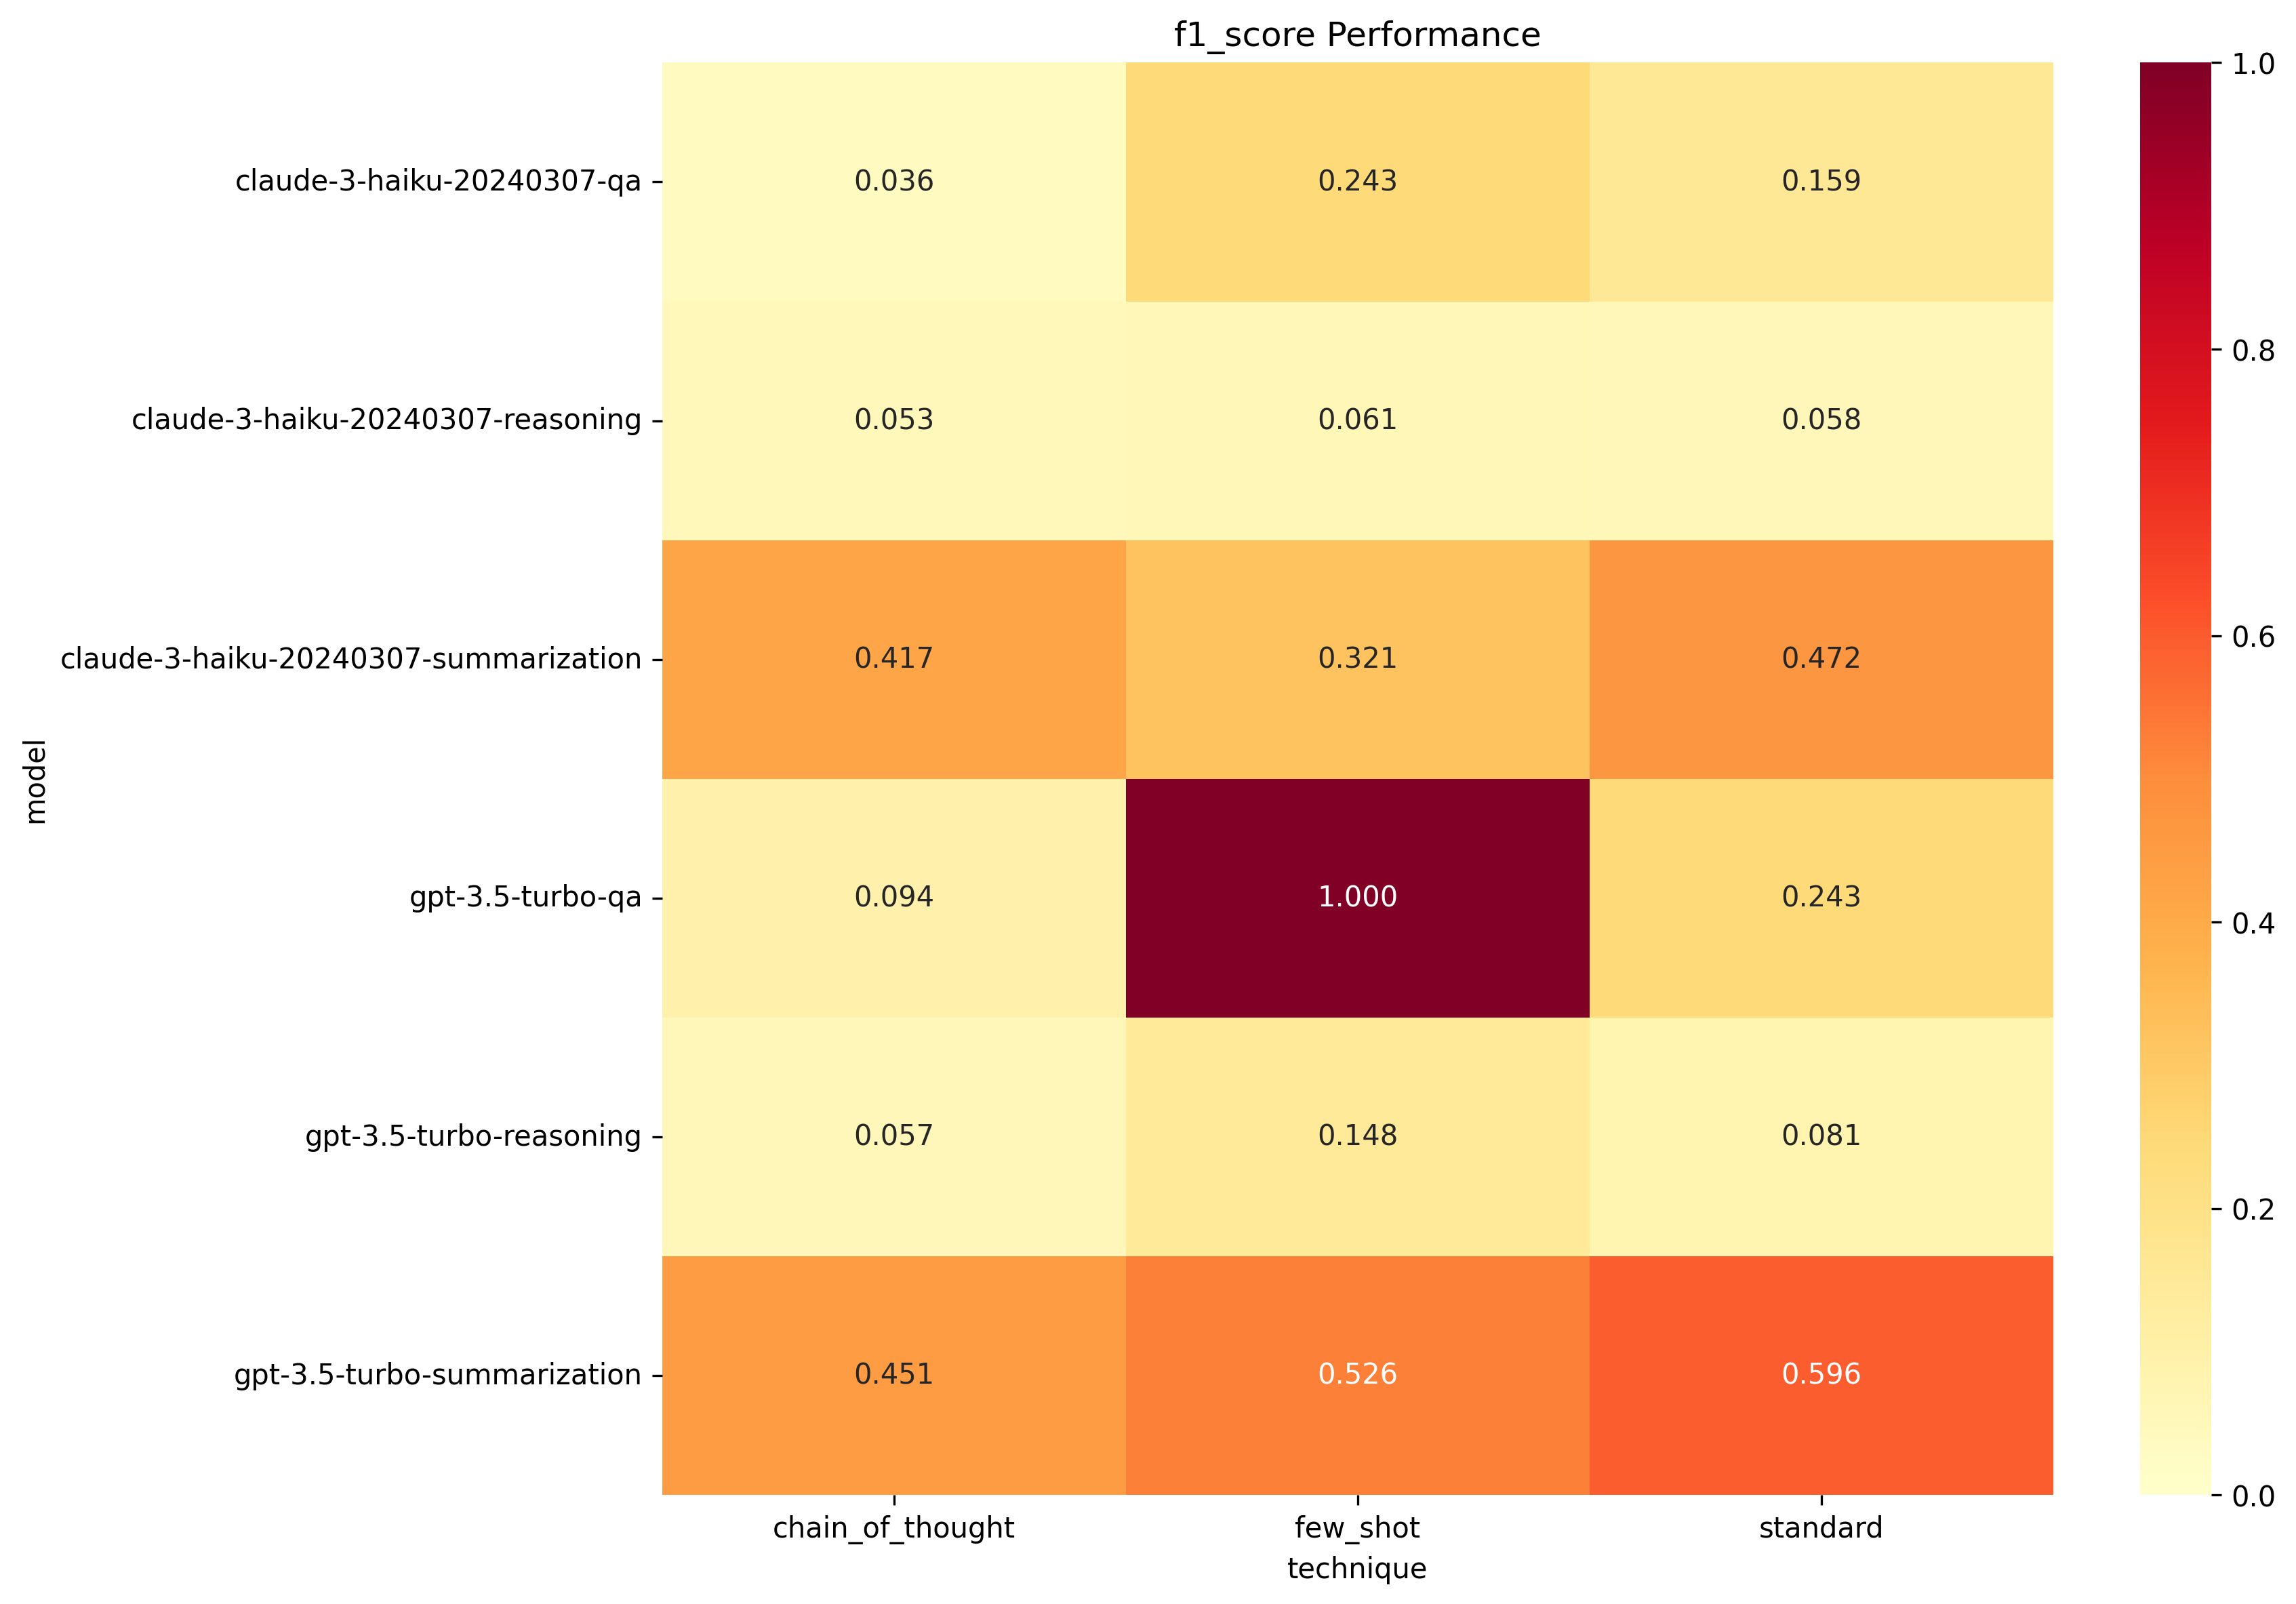 f1_score Performance
claude-3-haiku-20240307-qa
0.036 0.243 0.159
claude-3-haiku-20240307-reasoning
0.053 0.061 0.058
claude-3-haiku-20240307-summarization
0.417 0.321 0.472
gpt-3.5-turbo-qa
0.094 1.000 0.243
gpt-3.5-turbo-reasoning
0.057 0.148 0.081
gpt-3.5-turbo-summarization
0.451 0.526 0.596
model
chain_of_thought few_shot standard
technique
1.0
0.8
0.6
0.4
0.2
0.0